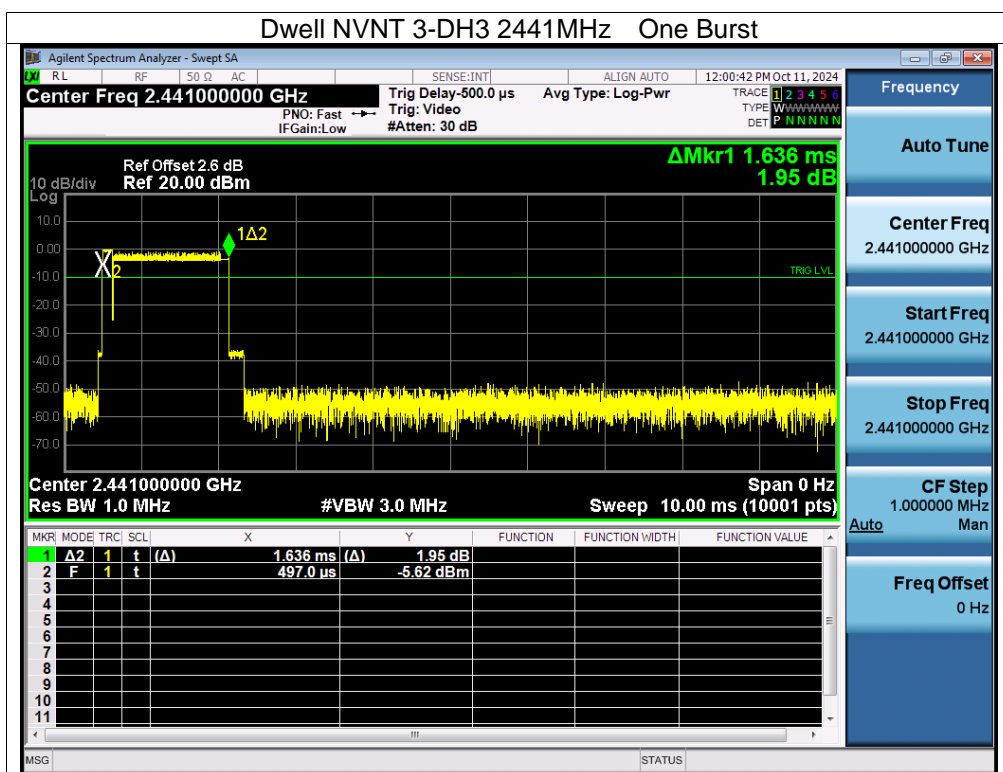 Dwell NVNT 3-DH3 2441MHz One Burst
Agilent Spectrum Analyzer - Swept SA
LXI RL RF 50 Ω AC SENSE:INT ALIGN AUTO 12:00:42 PM Oct 11, 2024
Center Freq 2.441000000 GHz Trig Delay-500.0 µs Avg Type: Log-Pwr TRACE 1 2 3 4 5 6
PNO: Fast Trig: Video TYPE WWWWWWW
IFGain:Low #Atten: 30 dB DET P N N N N N
ΔMkr1 1.636 ms
1.95 dB
Ref Offset 2.6 dB
10 dB/div Ref 20.00 dBm
Log
10.0
0.00
-10.0
-20.0
-30.0
-40.0
-50.0
-60.0
-70.0
1Δ2
X2
TRIG LVL
Center 2.441000000 GHz Span 0 Hz
Res BW 1.0 MHz #VBW 3.0 MHz Sweep 10.00 ms (10001 pts)
MKR MODE TRC SCL X Y FUNCTION FUNCTION WIDTH FUNCTION VALUE
1 Δ2 1 t (Δ) 1.636 ms (Δ) 1.95 dB
2 F 1 t 497.0 µs -5.62 dBm
3
4
5
6
7
8
9
10
11
MSG STATUS
Frequency
Auto Tune
Center Freq
2.441000000 GHz
Start Freq
2.441000000 GHz
Stop Freq
2.441000000 GHz
CF Step
1.000000 MHz
Auto Man
Freq Offset
0 Hz